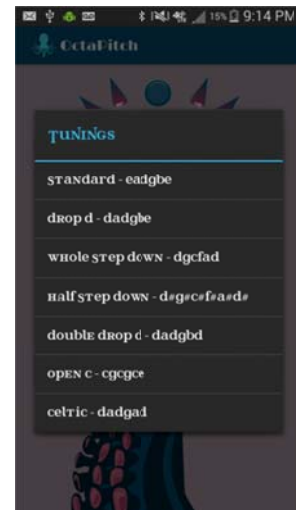 15% 9:14 PM
OctaPitch
TUNINGS
standard - eadgbe
drop d - dadgbe
whole step down - dgcfad
half step down - d#g#c#f#a#d#
double drop d - dadgbd
open c - cgcgce
celtic - dadgad